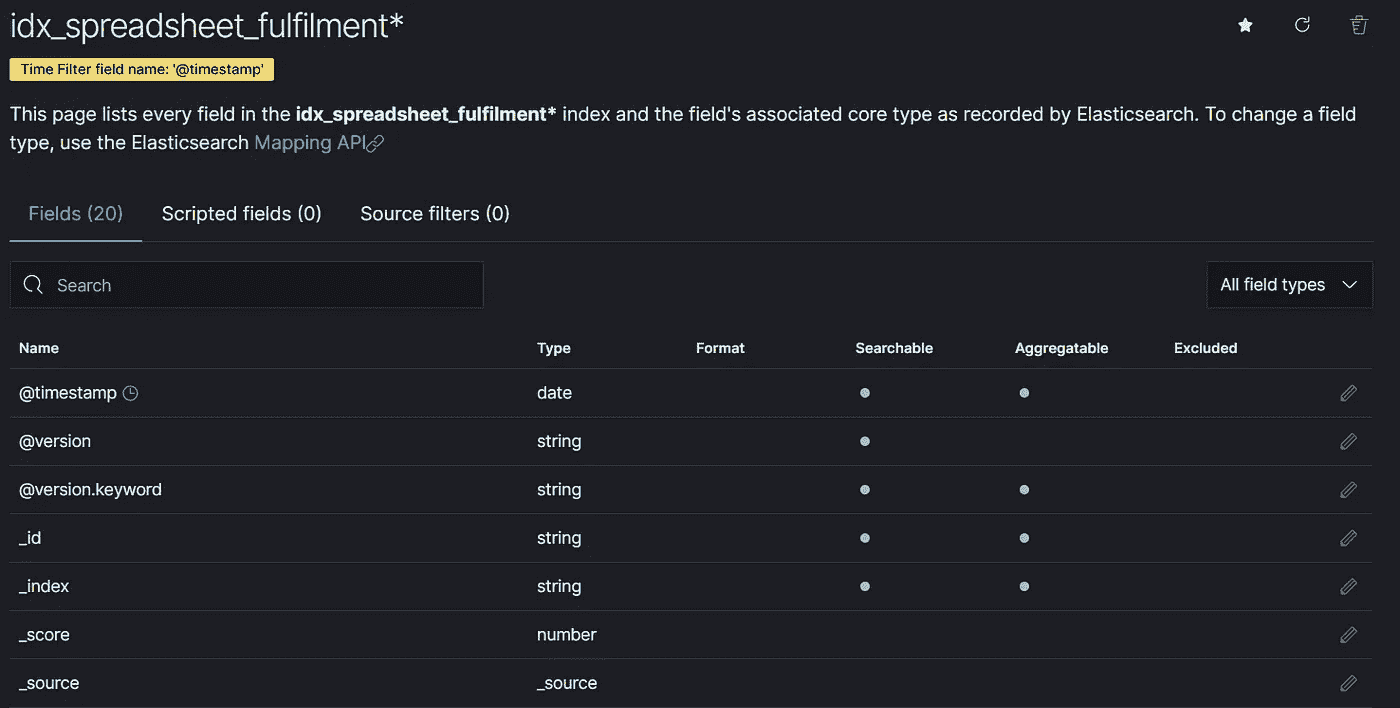 idx_spreadsheet_fulfilment*
Time Filter field name: '@timestamp'
This page lists every field in the idx_spreadsheet_fulfilment* index and the field's associated core type as recorded by Elasticsearch. To change a field
type, use the Elasticsearch Mapping API
Fields (20) Scripted fields (0) Source filters (0)
Search All field types
Name Type Format Searchable Aggregatable Excluded
@timestamp date
@version string
@version.keyword string
_id string
_index string
_score number
_source _source